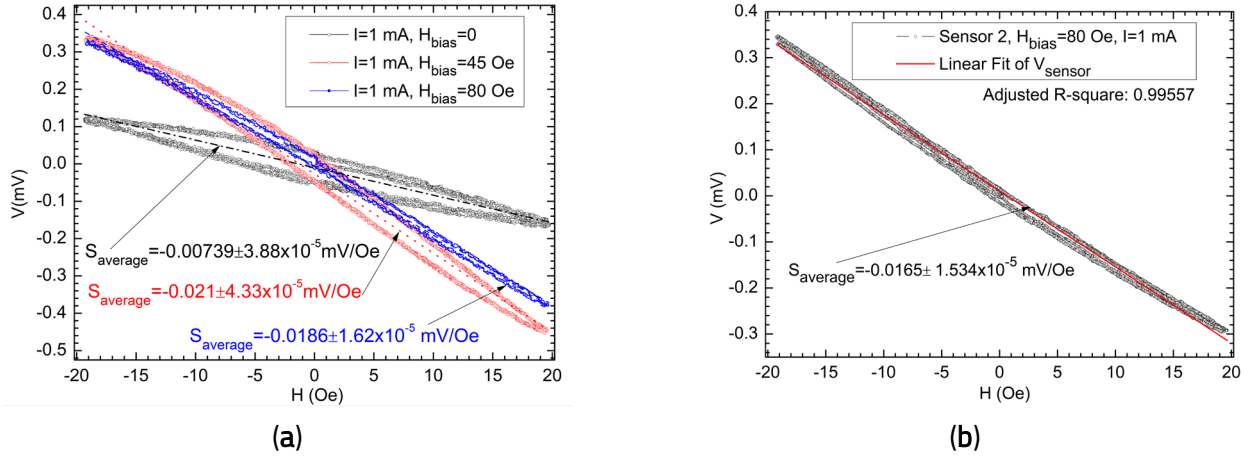 0.4
0.3
0.2
0.1
0.0
-0.1
-0.2
-0.3
-0.4
-0.5
V(mV)
I=1 mA, Hbias=0
I=1 mA, Hbias=45 Oe
I=1 mA, Hbias=80 Oe
Saverage=-0.00739±3.88x10-5mV/Oe
Saverage=-0.021±4.33x10-5mV/Oe
Saverage=-0.0186±1.62x10-5 mV/Oe
-20 -15 -10 -5 0 5 10 15 20
H (Oe)
(a)
0.4
0.3
0.2
0.1
0.0
-0.1
-0.2
-0.3
V (mV)
Sensor 2, Hbias=80 Oe, I=1 mA
Linear Fit of Vsensor
Adjusted R-square: 0.99557
Saverage=-0.0165± 1.534x10-5 mV/Oe
-20 -15 -10 -5 0 5 10 15 20
H (Oe)
(b)